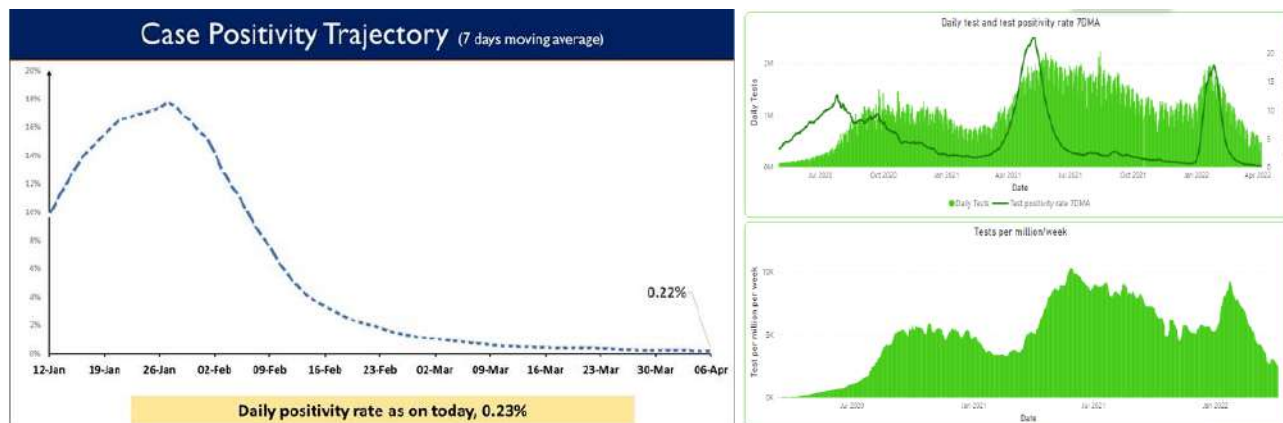 Case Positivity Trajectory (7 days moving average)
20%
18%
16%
14%
12%
10%
8%
6%
4%
2%
0%
0.22%
12-Jan 19-Jan 26-Jan 02-Feb 09-Feb 16-Feb 23-Feb 02-Mar 09-Mar 16-Mar 23-Mar 30-Mar 06-Apr
Daily positivity rate as on today, 0.23%
Daily test and test positivity rate 7DMA
Daily Tests
2M
1M
0M
20
15
10
5
0
Jul 2020 Oct 2020 Jan 2021 Apr 2021 Jul 2021 Oct 2021 Jan 2022 Apr 2022
Date
Daily Tests Test positivity rate 7DMA
Tests per million/week
Test per million per week
10K
5K
0K
Jul 2020 Jan 2021 Jul 2021 Jan 2022
Date